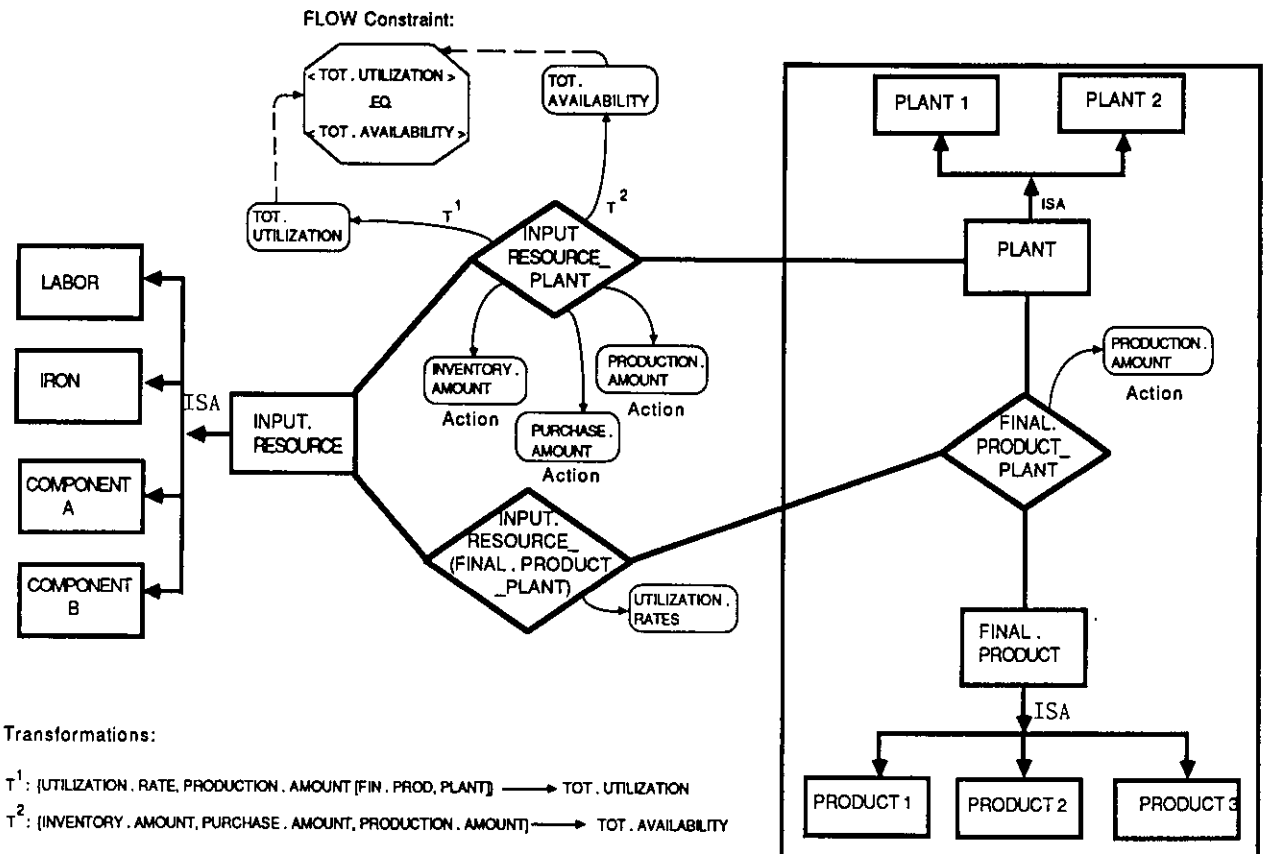 FLOW Constraint:
< TOT. UTILIZATION >
EQ
< TOT. AVAILABILITY >
TOT.
AVAILABILITY
TOT.
UTILIZATION
T1
T2
INPUT
RESOURCE_
PLANT
INVENTORY.
AMOUNT
Action
PURCHASE.
AMOUNT
Action
PRODUCTION.
AMOUNT
Action
LABOR
IRON
COMPONENT
A
COMPONENT
B
ISA
INPUT.
RESOURCE
INPUT.
RESOURCE_
(FINAL. PRODUCT
_PLANT)
UTILIZATION.
RATES
PLANT 1
PLANT 2
ISA
PLANT
PRODUCTION.
AMOUNT
Action
FINAL.
PRODUCT_
PLANT
FINAL.
PRODUCT
ISA
PRODUCT 1
PRODUCT 2
PRODUCT 3
Transformations:
T1: {UTILIZATION. RATE, PRODUCTION. AMOUNT [FIN. PROD, PLANT]} → TOT. UTILIZATION
T2: {INVENTORY. AMOUNT, PURCHASE. AMOUNT, PRODUCTION. AMOUNT} → TOT. AVAILABILITY